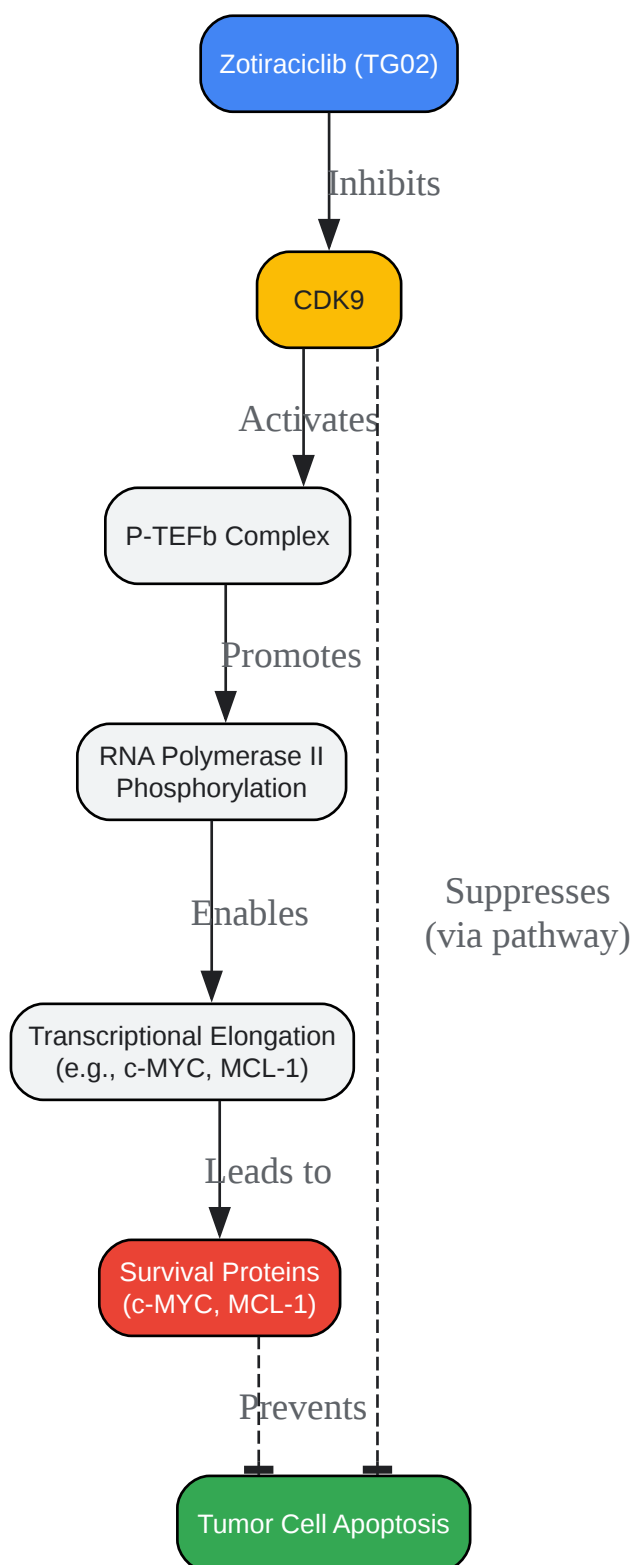 Zotiraciclib (TG02)
Inhibits
CDK9
Activates
P-TEFb Complex
Promotes
RNA Polymerase II
Phosphorylation
Enables
Suppresses
(via pathway)
Transcriptional Elongation
(e.g., c-MYC, MCL-1)
Leads to
Survival Proteins
(c-MYC, MCL-1)
Prevents
Tumor Cell Apoptosis